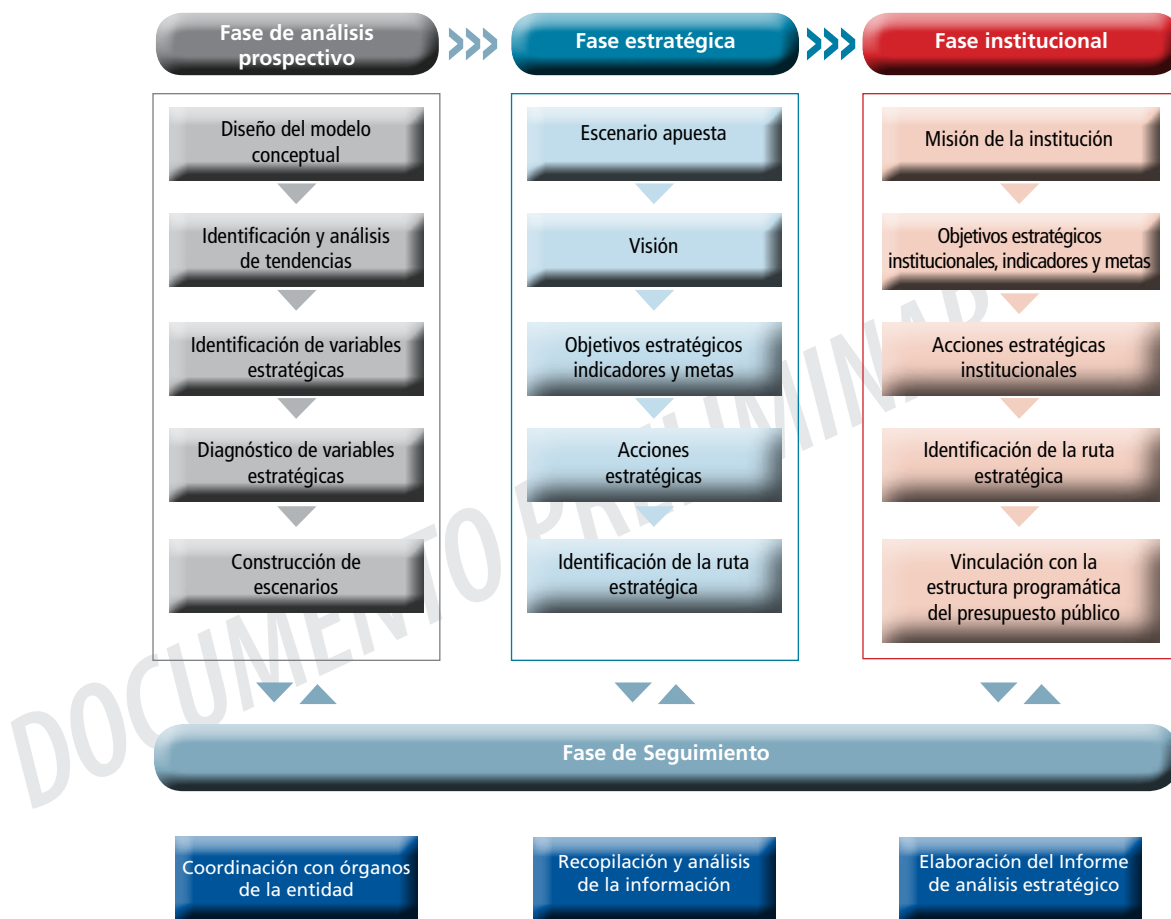 Fase de análisis
prospectivo
Fase estratégica
Fase institucional
Diseño del modelo
conceptual
Identificación y análisis
de tendencias
Identificación de variables
estratégicas
Diagnóstico de variables
estratégicas
Construcción de
escenarios
Escenario apuesta
Visión
Objetivos estratégicos
indicadores y metas
Acciones
estratégicas
Identificación de la ruta
estratégica
Misión de la institución
Objetivos estratégicos
institucionales, indicadores y metas
Acciones estratégicas
institucionales
Identificación de la ruta
estratégica
Vinculación con la
estructura programática
del presupuesto público
DOCUMENTO PRELIMINAR
Fase de Seguimiento
Coordinación con órganos
de la entidad
Recopilación y análisis
de la información
Elaboración del Informe
de análisis estratégico